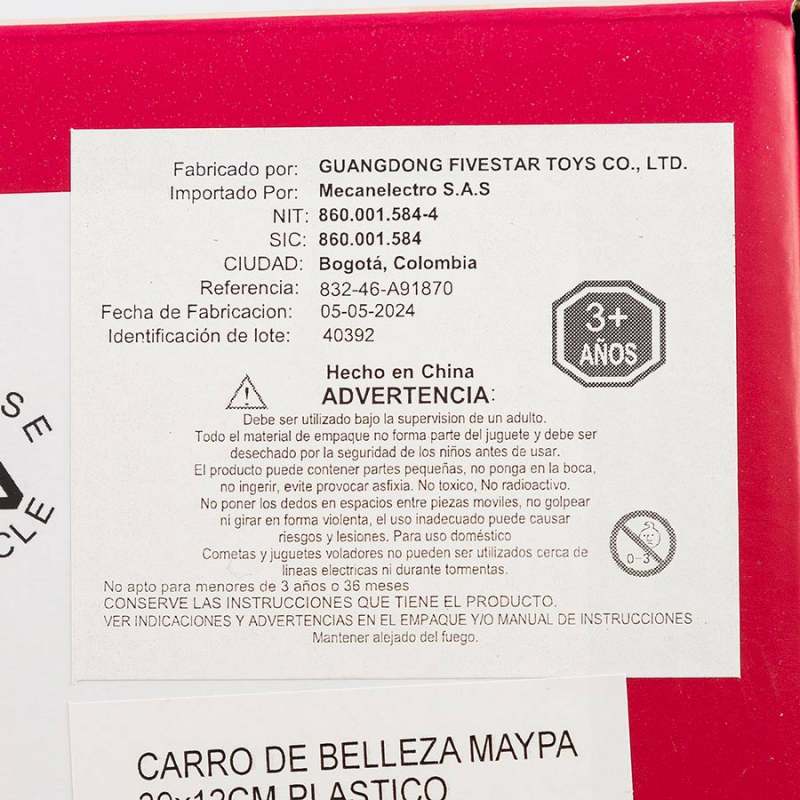 Fabricado por: GUANGDONG FIVESTAR TOYS CO., LTD.
Importado Por: Mecanelectro S.A.S
NIT: 860.001.584-4
SIC: 860.001.584
CIUDAD: Bogotá, Colombia
Referencia: 832-46-A91870
Fecha de Fabricacion: 05-05-2024
Identificación de lote: 40392
3+
AÑOS
Hecho en China
ADVERTENCIA:
Debe ser utilizado bajo la supervision de un adulto.
Todo el material de empaque no forma parte del juguete y debe ser
desechado por la seguridad de los niños antes de usar.
El producto puede contener partes pequeñas, no ponga en la boca,
no ingerir, evite provocar asfixia. No toxico, No radioactivo.
No poner los dedos en espacios entre piezas moviles, no golpear
ni girar en forma violenta, el uso inadecuado puede causar
riesgos y lesiones. Para uso doméstico
Cometas y juguetes voladores no pueden ser utilizados cerca de
lineas electricas ni durante tormentas.
0-3
No apto para menores de 3 años o 36 meses
CONSERVE LAS INSTRUCCIONES QUE TIENE EL PRODUCTO.
VER INDICACIONES Y ADVERTENCIAS EN EL EMPAQUE Y/O MANUAL DE INSTRUCCIONES
Mantener alejado del fuego.
CARRO DE BELLEZA MAYPA
PLASTICO